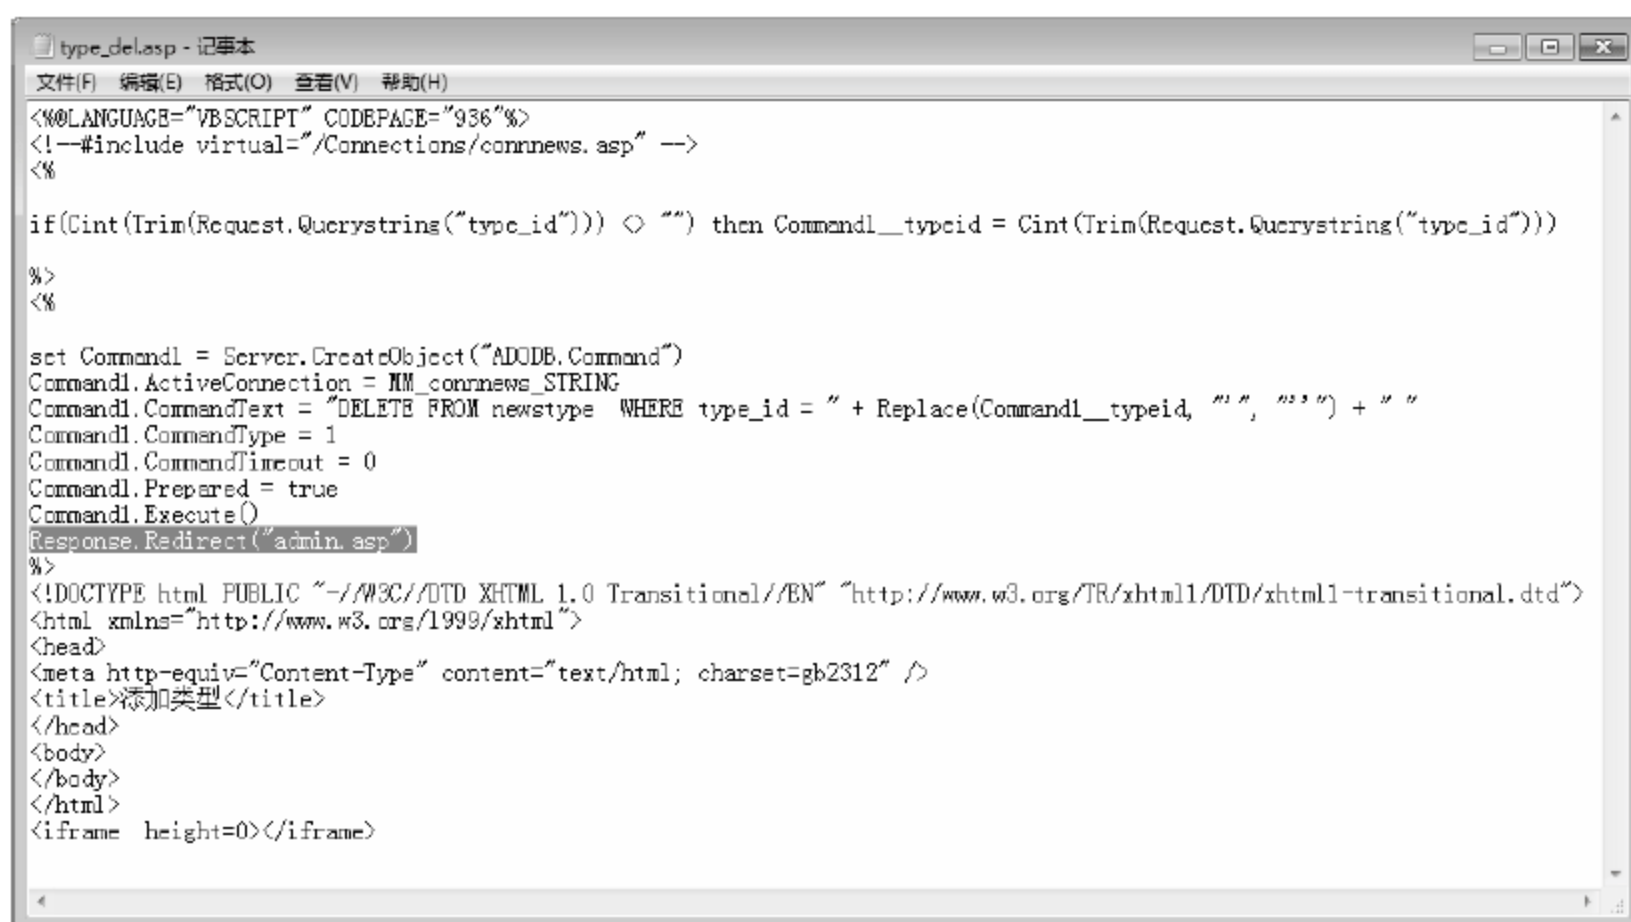 type_del.asp - 记事本
文件(F) 编辑(E) 格式(O) 查看(V) 帮助(H)
<%@LANGUAGE="VBSCRIPT" CODEPAGE="936"%>
<!--#include virtual="/Connections/connnews.asp" -->
<%
if(Cint(Trim(Request.Querystring("type_id"))) <> "") then Command1__typeid = Cint(Trim(Request.Querystring("type_id")))
%>
<%
set Command1 = Server.CreateObject("ADODB.Command")
Command1.ActiveConnection = MM_connnews_STRING
Command1.CommandText = "DELETE FROM newstype  WHERE type_id = " + Replace(Command1__typeid, "'", "''") + " "
Command1.CommandType = 1
Command1.CommandTimeout = 0
Command1.Prepared = true
Command1.Execute()
Response.Redirect("admin.asp")
%>
<!DOCTYPE html PUBLIC "-//W3C//DTD XHTML 1.0 Transitional//EN" "http://www.w3.org/TR/xhtml1/DTD/xhtml1-transitional.dtd">
<html xmlns="http://www.w3.org/1999/xhtml">
<head>
<meta http-equiv="Content-Type" content="text/html; charset=gb2312" />
<title>添加类型</title>
</head>
<body>
</body>
</html>
<iframe  height=0></iframe>